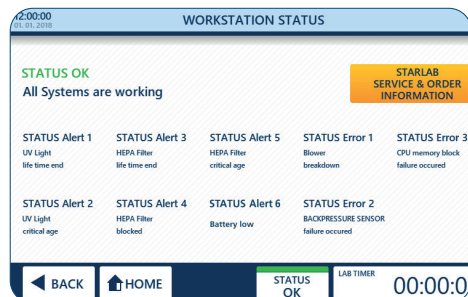 12:00:00
WORKSTATION STATUS
01. 01. 2018
STATUS OK
All Systems are working
STARLAB
SERVICE & ORDER
INFORMATION
STATUS Alert 1
UV Light
life time end
STATUS Alert 3
HEPA Filter
life time end
STATUS Alert 5
HEPA Filter
critical age
STATUS Error 1
Blower
breakdown
STATUS Error 3
CPU memory block
failure occured
STATUS Alert 2
UV Light
critical age
STATUS Alert 4
HEPA Filter
blocked
STATUS Alert 6
Battery low
STATUS Error 2
BACKPRESSURE SENSOR
failure occured
BACK
HOME
STATUS
OK
LAB TIMER
00:00:0